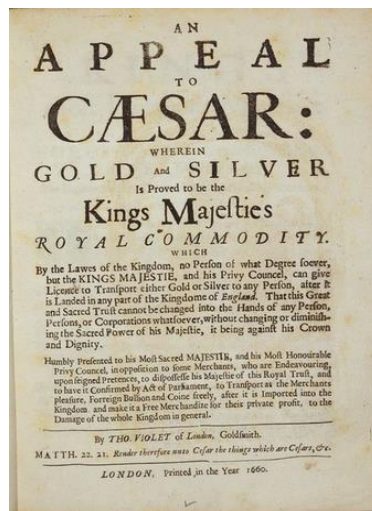 AN
APPEAL
TO
CÆSAR:
WHEREIN
GOLD And SILVER
Is Proved to be the
Kings Majestie's
ROYAL COMMODITY.
WHICH
By the Lawes of the Kingdom, no Person of what Degree soever,
but the KINGS MAJESTIE, and his Privy Councel, can give
Licence to Transport either Gold or Silver to any Person, after It
is Landed in any part of the Kingdome of England. That this Great
and Sacred Trust cannot be changed into the Hands of any Person,
Persons, or Corporations whatsoever, without changing or diminish-
ing the Sacred Power of his Majestie, it being against his Crown
and Dignity.
Humbly Presented to his Most Sacred MAJESTIE, and his Most Honourable
Privy Councel, in opposition to some Merchants, who are Endeavouring,
upon feigned Pretences, to dispossesse his Majestie of this Royal Trust, and
to have it Confirmed by Act of Parliament, to Transport as the Merchants
pleasure, Forreign Bullion and Coine freely, after it is Imported into the
Kingdom and make it a Free Merchandize for their private profit, to the
Damage of the whole Kingdom in general.
By THO. VIOLET of London, Goldsmith.
MATTH. 22. 21. Render therefore unto Cesar the things which are Cesars, &c.
LONDON, Printed in the Year 1660.